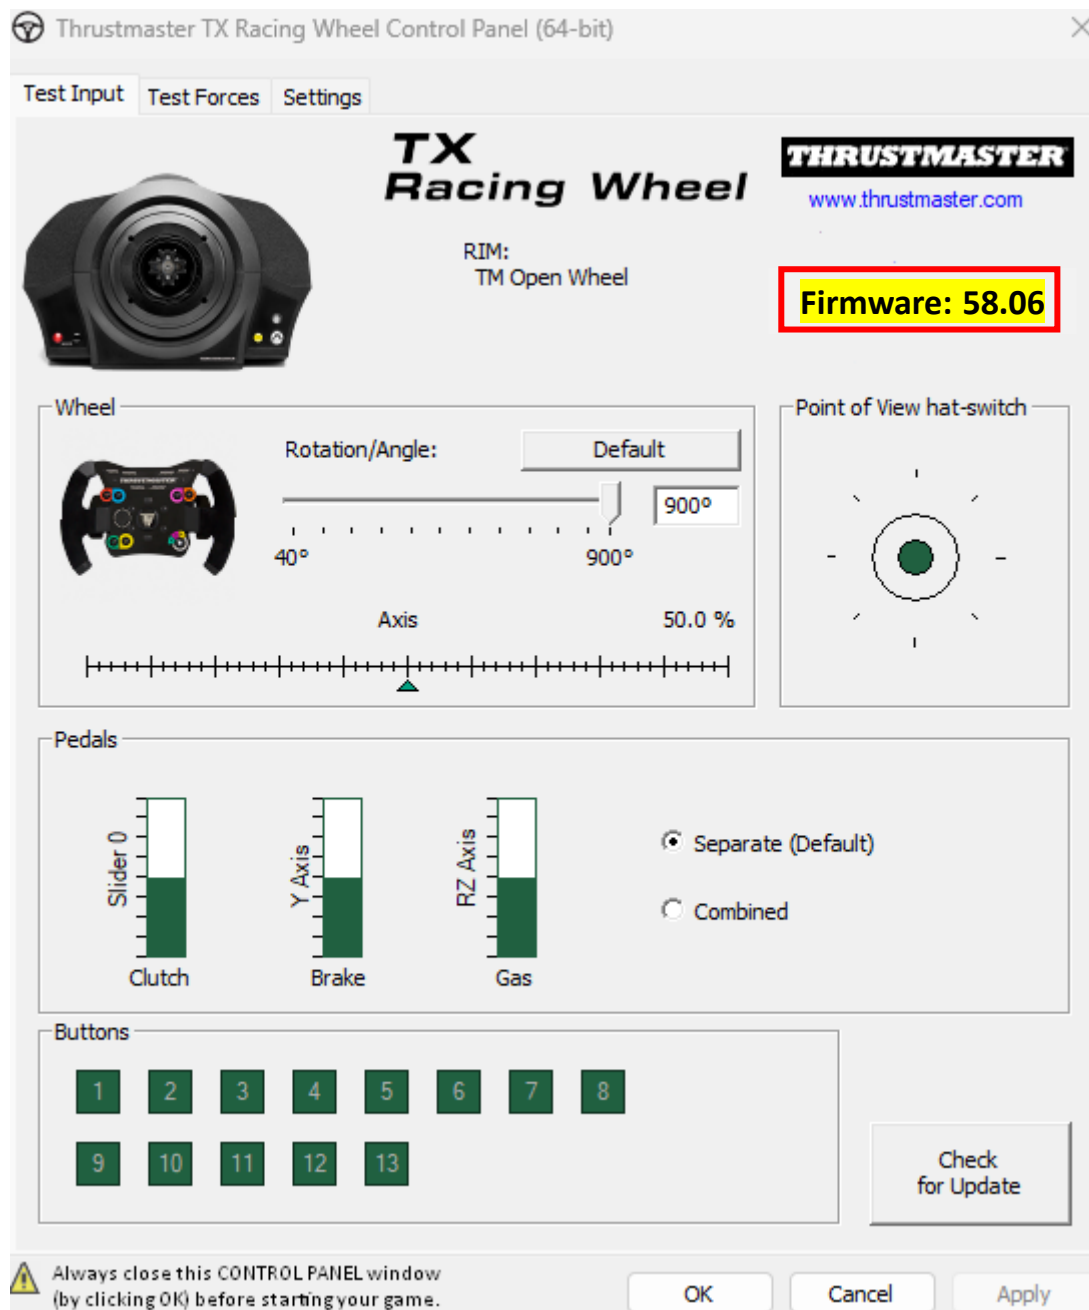 Thrustmaster TX Racing Wheel Control Panel (64-bit)
Test Input Test Forces Settings
TX
Racing Wheel
THRUSTMASTER
www.thrustmaster.com
RIM:
TM Open Wheel
Firmware: 58.06
Wheel
Rotation/Angle:
Default
900°
40°
900°
Axis
50.0 %
Point of View hat-switch
Pedals
Slider 0
Clutch
Y Axis
Brake
RZ Axis
Gas
Separate (Default)
Combined
Buttons
1 2 3 4 5 6 7 8
9 10 11 12 13
Check
for Update
Always close this CONTROL PANEL window
(by clicking OK) before starting your game.
OK Cancel Apply